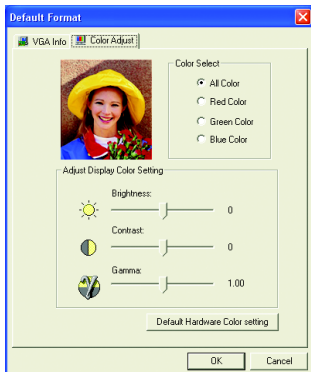 Default Format
VGA Info
Color Adjust
Color Select
All Color
Red Color
Green Color
Blue Color
Adjust Display Color Setting
Brightness:
0
Contrast:
0
Gamma:
1.00
Default Hardware Color setting
OK
Cancel